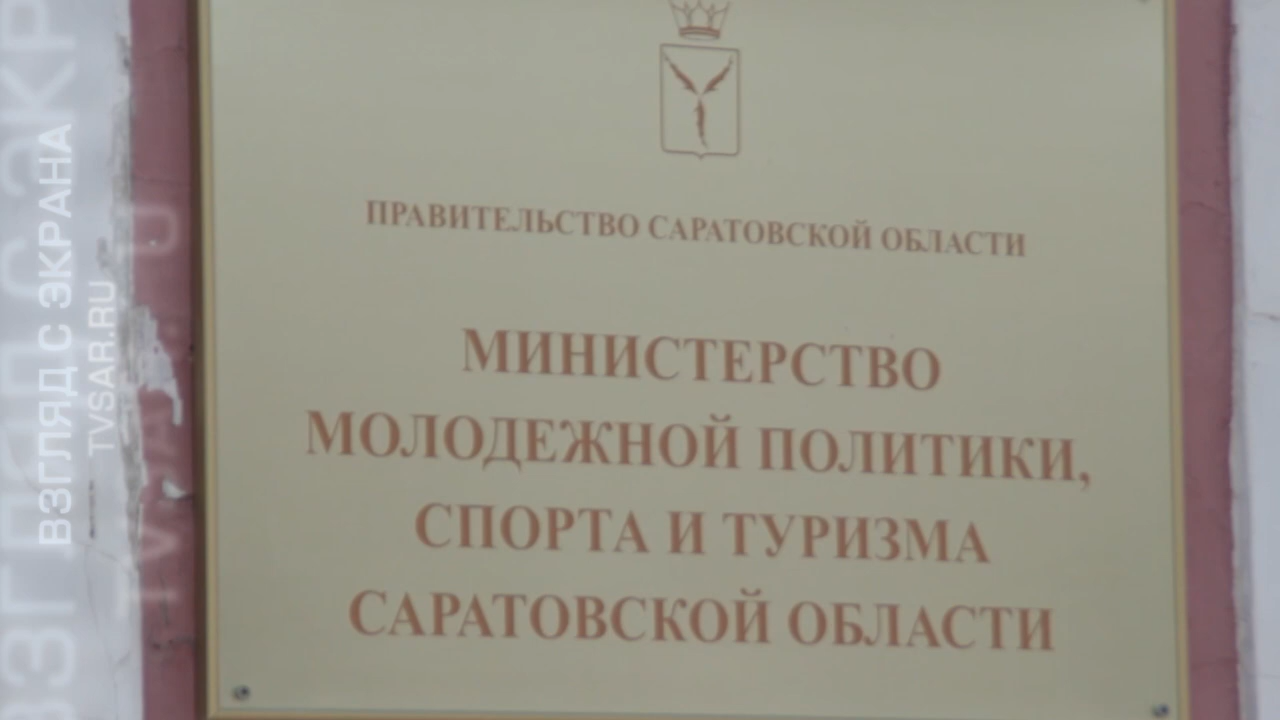 ПРАВИТЕЛЬСТВО САРАТОВСКОЙ ОБЛАСТИ
МИНИСТЕРСТВО
МОЛОДЕЖНОЙ ПОЛИТИКИ,
СПОРТА И ТУРИЗМА
САРАТОВСКОЙ ОБЛАСТИ
ВЗГЛЯД С ЭКРАНА
TVSAR.RU